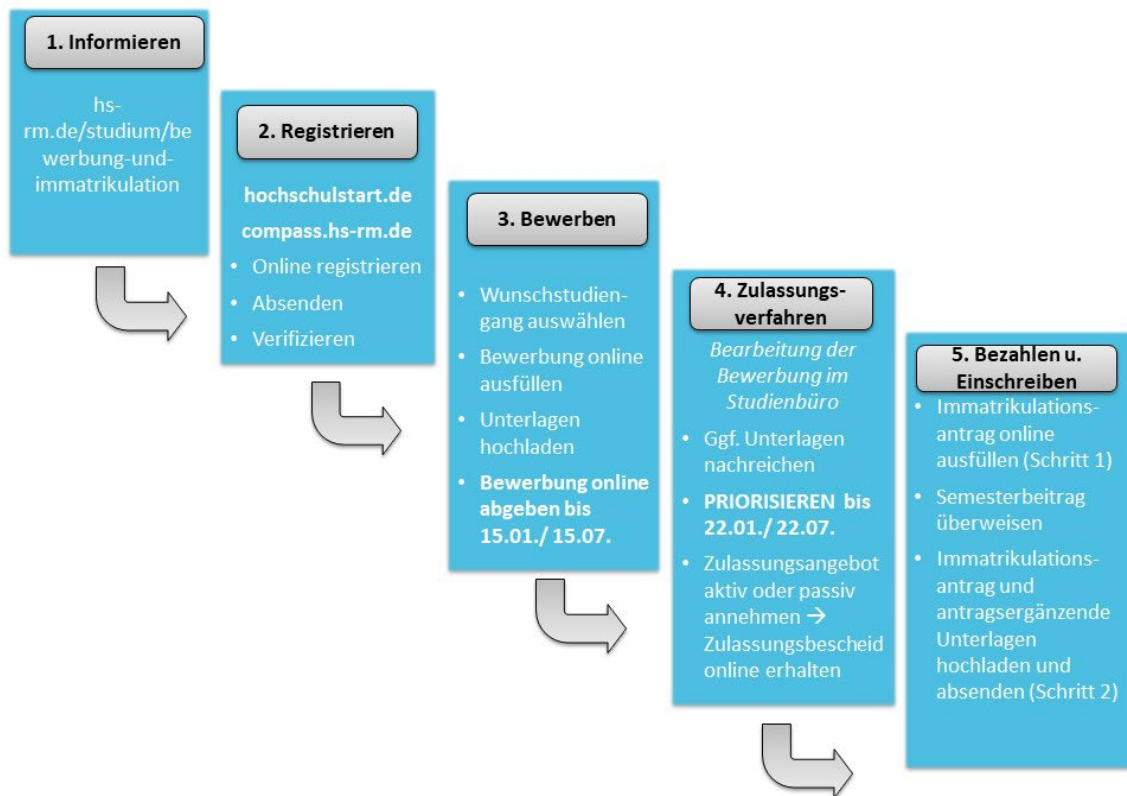 1. Informieren
hs-
rm.de/studium/be
werbung-und-
immatrikulation
2. Registrieren
hochschulstart.de
compass.hs-rm.de
• Online registrieren
• Absenden
• Verifizieren
3. Bewerben
• Wunschstudien-
gang auswählen
• Bewerbung online
ausfüllen
• Unterlagen
hochladen
• Bewerbung online
abgeben bis
15.01./ 15.07.
4. Zulassungs-
verfahren
Bearbeitung der
Bewerbung im
Studienbüro
• Ggf. Unterlagen
nachreichen
• PRIORISIEREN bis
22.01./ 22.07.
• Zulassungsangebot
aktiv oder passiv
annehmen →
Zulassungsbescheid
online erhalten
5. Bezahlen u.
Einschreiben
• Immatrikulations-
antrag online
ausfüllen (Schritt 1)
• Semesterbeitrag
überweisen
• Immatrikulations-
antrag und
antragsergänzende
Unterlagen
hochladen und
absenden (Schritt 2)